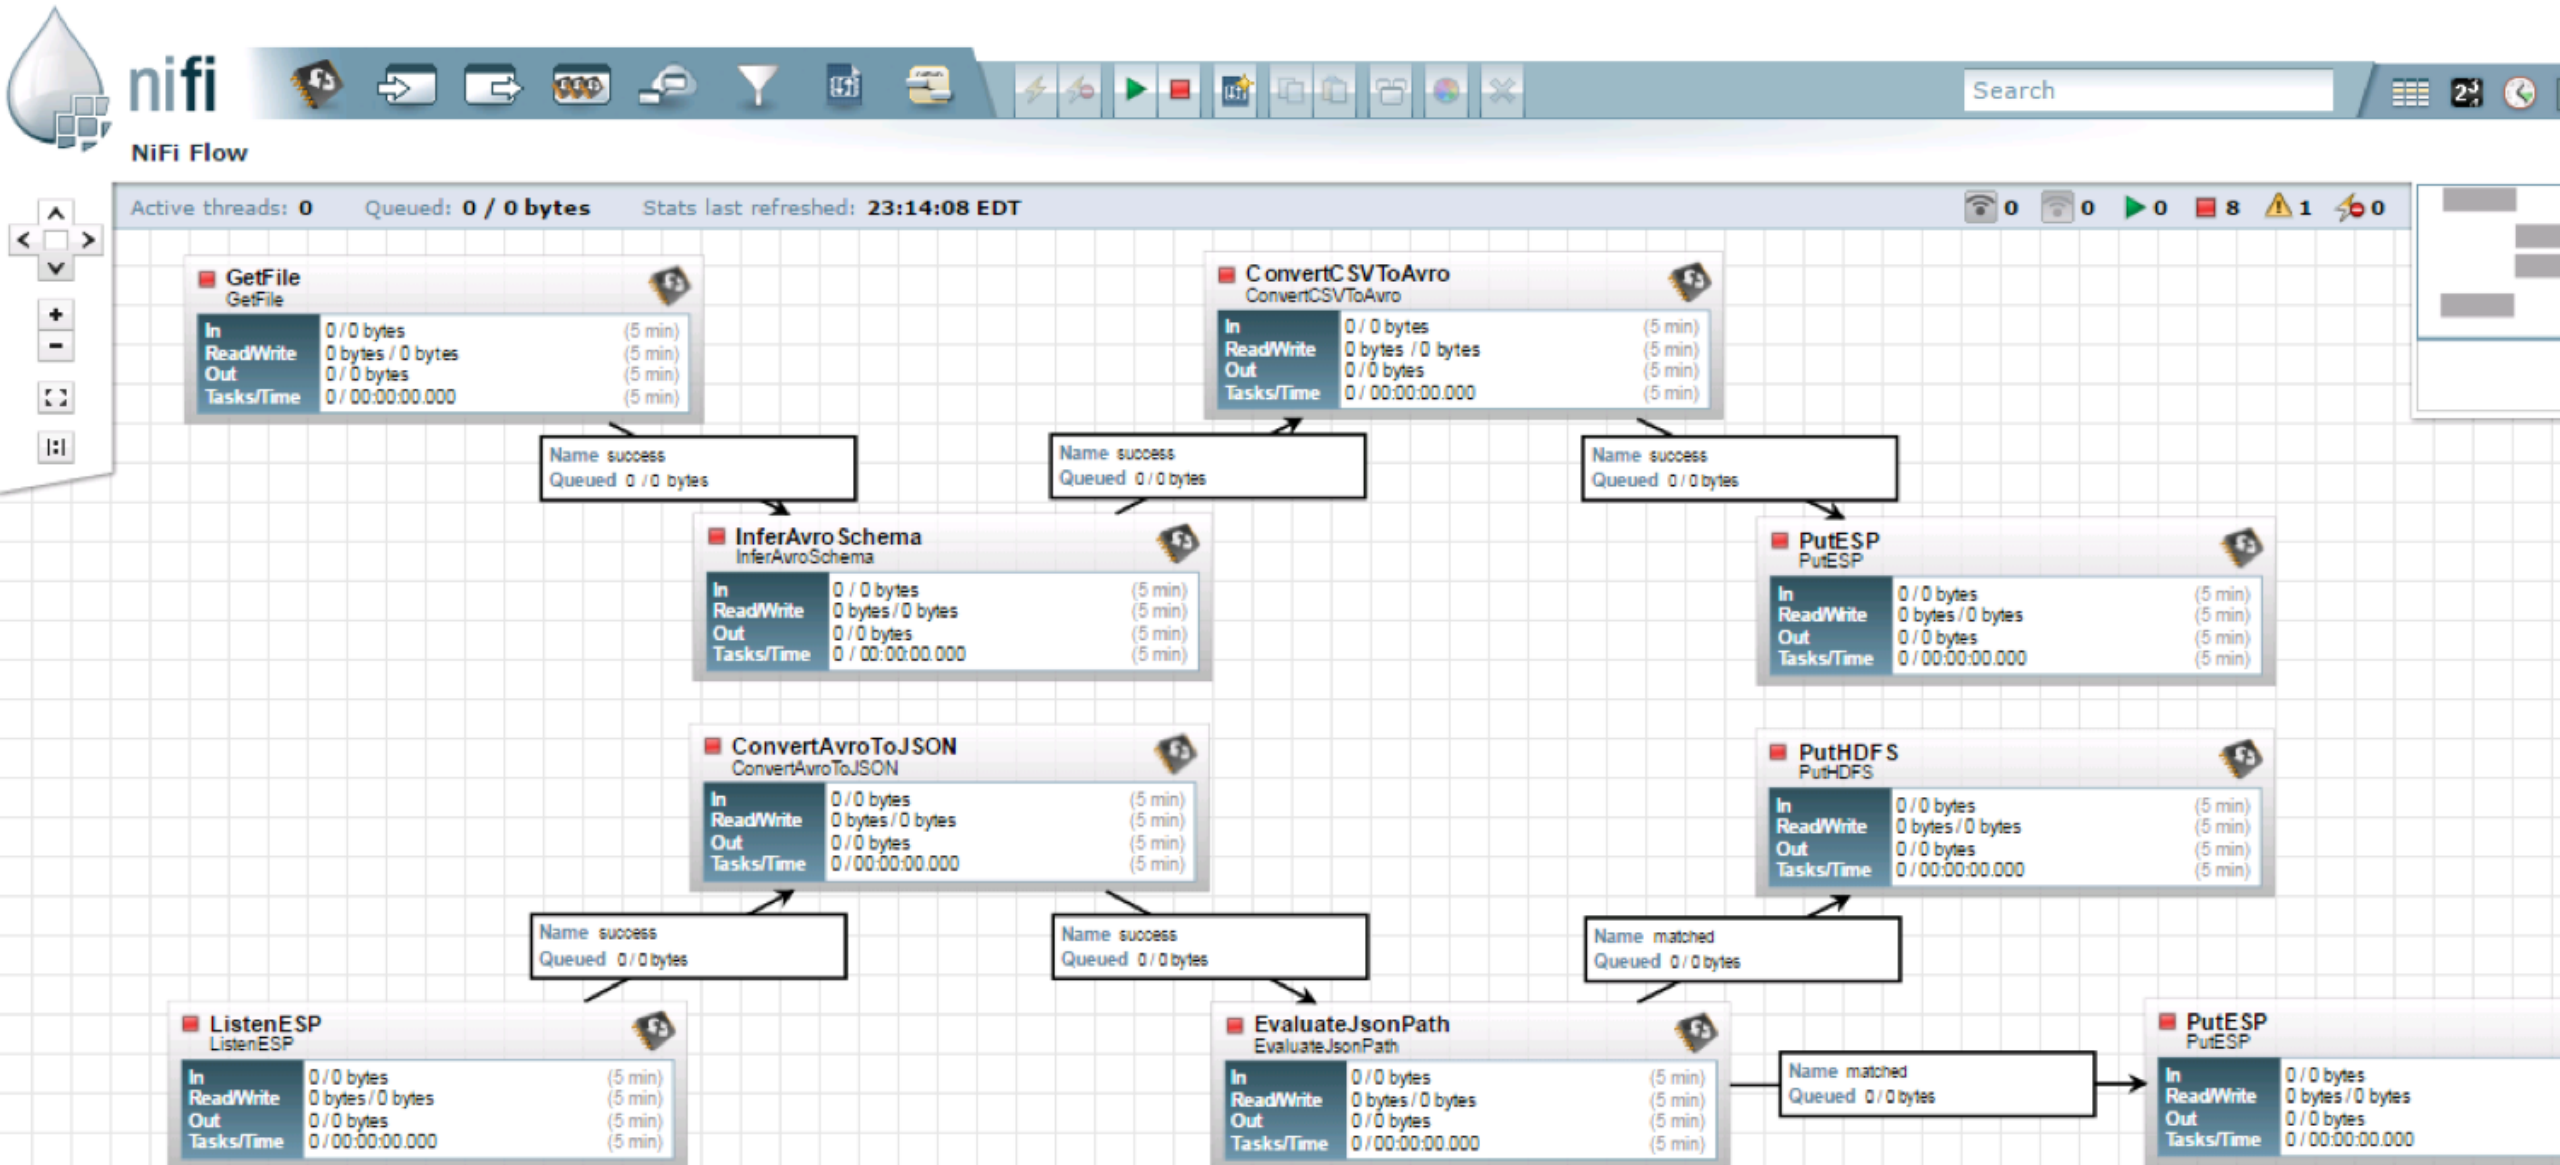 nifi
Search
NiFi Flow
Active threads: 0 Queued: 0 / 0 bytes Stats last refreshed: 23:14:08 EDT 0 0 0 8 1 0
GetFile
GetFile
In 0 / 0 bytes (5 min)
Read/Write 0 bytes / 0 bytes (5 min)
Out 0 / 0 bytes (5 min)
Tasks/Time 0 / 00:00:00.000 (5 min)
ConvertCSVToAvro
ConvertCSVToAvro
In 0 / 0 bytes (5 min)
Read/Write 0 bytes / 0 bytes (5 min)
Out 0 / 0 bytes (5 min)
Tasks/Time 0 / 00:00:00.000 (5 min)
Name success
Queued 0 / 0 bytes
Name success
Queued 0 / 0 bytes
Name success
Queued 0 / 0 bytes
InferAvroSchema
InferAvroSchema
In 0 / 0 bytes (5 min)
Read/Write 0 bytes / 0 bytes (5 min)
Out 0 / 0 bytes (5 min)
Tasks/Time 0 / 00:00:00.000 (5 min)
PutESP
PutESP
In 0 / 0 bytes (5 min)
Read/Write 0 bytes / 0 bytes (5 min)
Out 0 / 0 bytes (5 min)
Tasks/Time 0 / 00:00:00.000 (5 min)
ConvertAvroToJSON
ConvertAvroToJSON
In 0 / 0 bytes (5 min)
Read/Write 0 bytes / 0 bytes (5 min)
Out 0 / 0 bytes (5 min)
Tasks/Time 0 / 00:00:00.000 (5 min)
PutHDFS
PutHDFS
In 0 / 0 bytes (5 min)
Read/Write 0 bytes / 0 bytes (5 min)
Out 0 / 0 bytes (5 min)
Tasks/Time 0 / 00:00:00.000 (5 min)
Name success
Queued 0 / 0 bytes
Name success
Queued 0 / 0 bytes
Name matched
Queued 0 / 0 bytes
ListenESP
ListenESP
In 0 / 0 bytes (5 min)
Read/Write 0 bytes / 0 bytes (5 min)
Out 0 / 0 bytes (5 min)
Tasks/Time 0 / 00:00:00.000 (5 min)
EvaluateJsonPath
EvaluateJsonPath
In 0 / 0 bytes (5 min)
Read/Write 0 bytes / 0 bytes (5 min)
Out 0 / 0 bytes (5 min)
Tasks/Time 0 / 00:00:00.000 (5 min)
Name matched
Queued 0 / 0 bytes
PutESP
PutESP
In 0 / 0 bytes
Read/Write 0 bytes / 0 bytes
Out 0 / 0 bytes
Tasks/Time 0 / 00:00:00.000